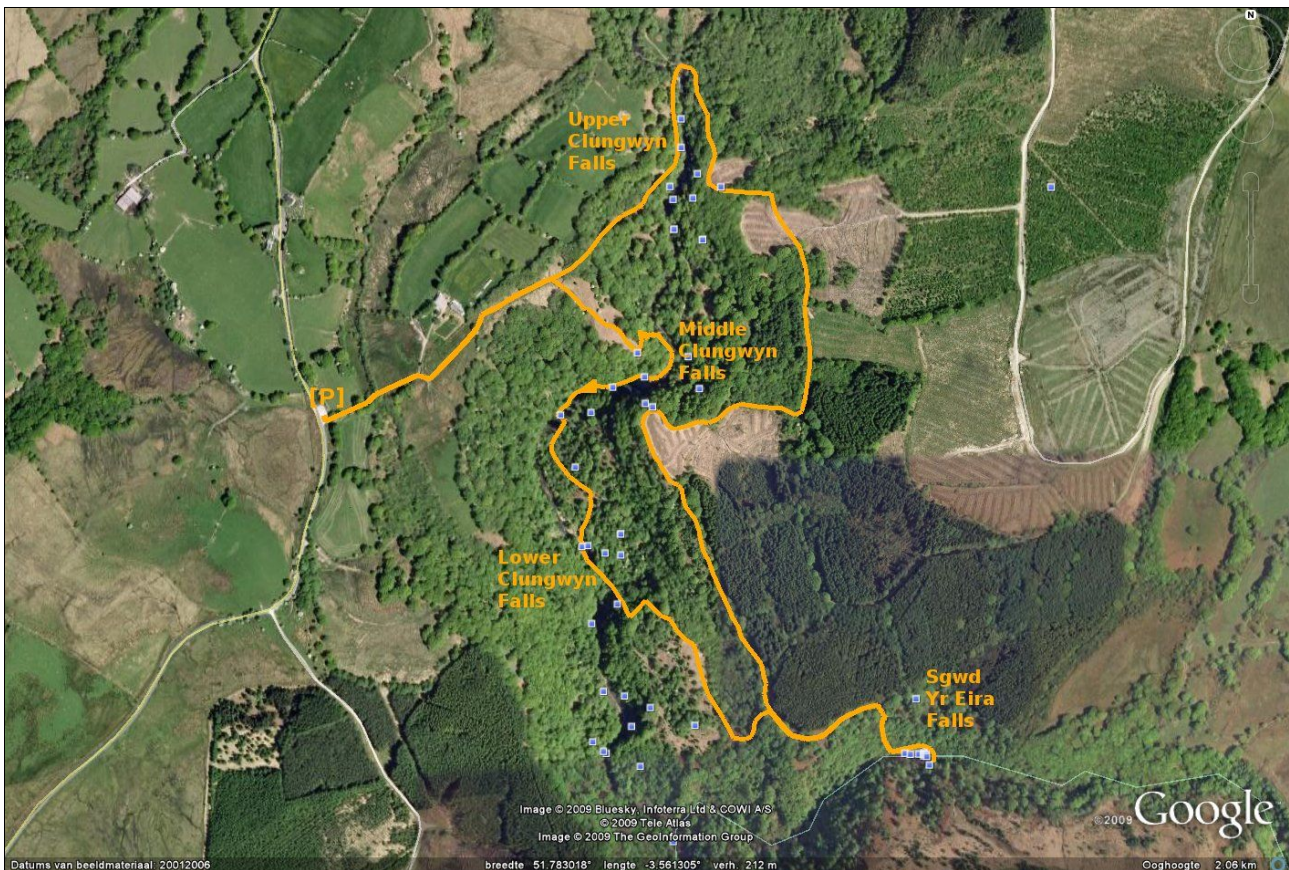 N
Upper
Clungwyn
Falls
Middle
Clungwyn
Falls
[P]
Lower
Clungwyn
Falls
Sgwd
Yr Eira
Falls
Image © 2009 Bluesky, Infoterra Ltd & COWI A/S
© 2009 Tele Atlas
Image © 2009 The GeoInformation Group
©2009 Google
Datums van beeldmateriaal 20012006 breedte 51.783018° lengte -3.561305° verh. 212 m Ooghoogte 2.06 km